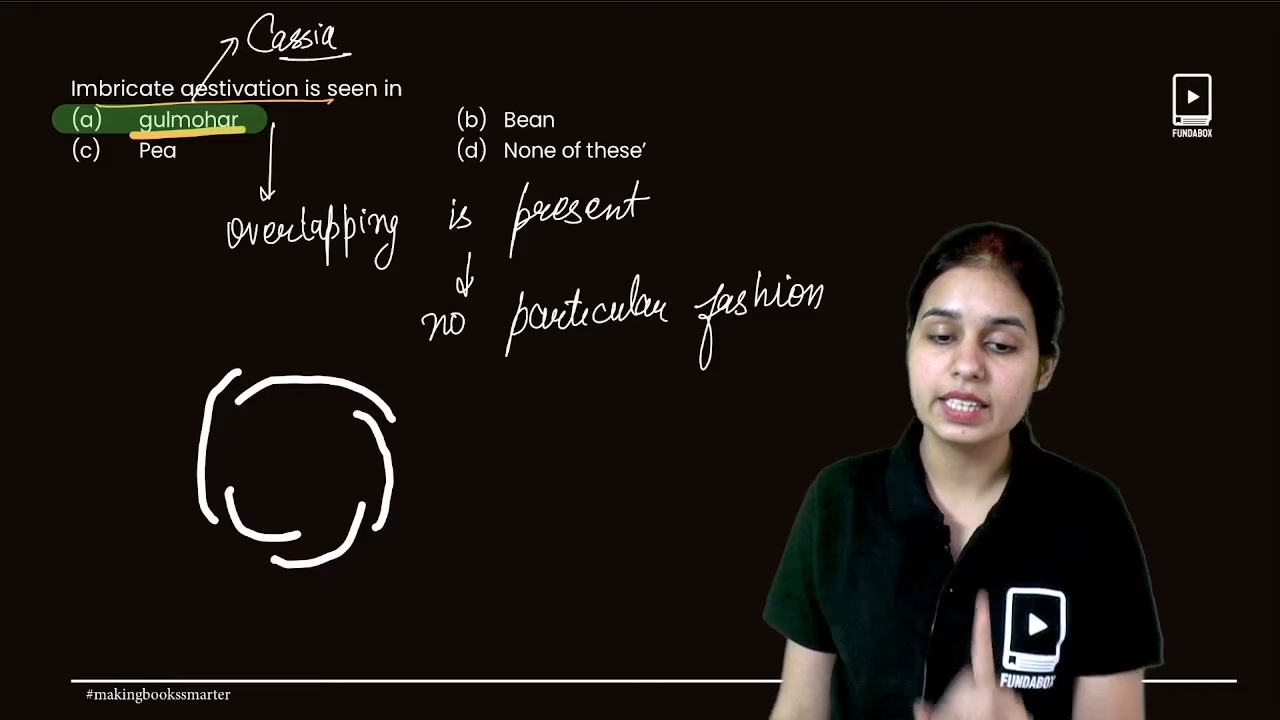 Cassia
Imbricate aestivation is seen in
(a) gulmohar (b) Bean
(c) Pea (d) None of these’
overlapping is present
no particular fashion
FUNDABOX
FUNDABOX
#makingbookssmarter